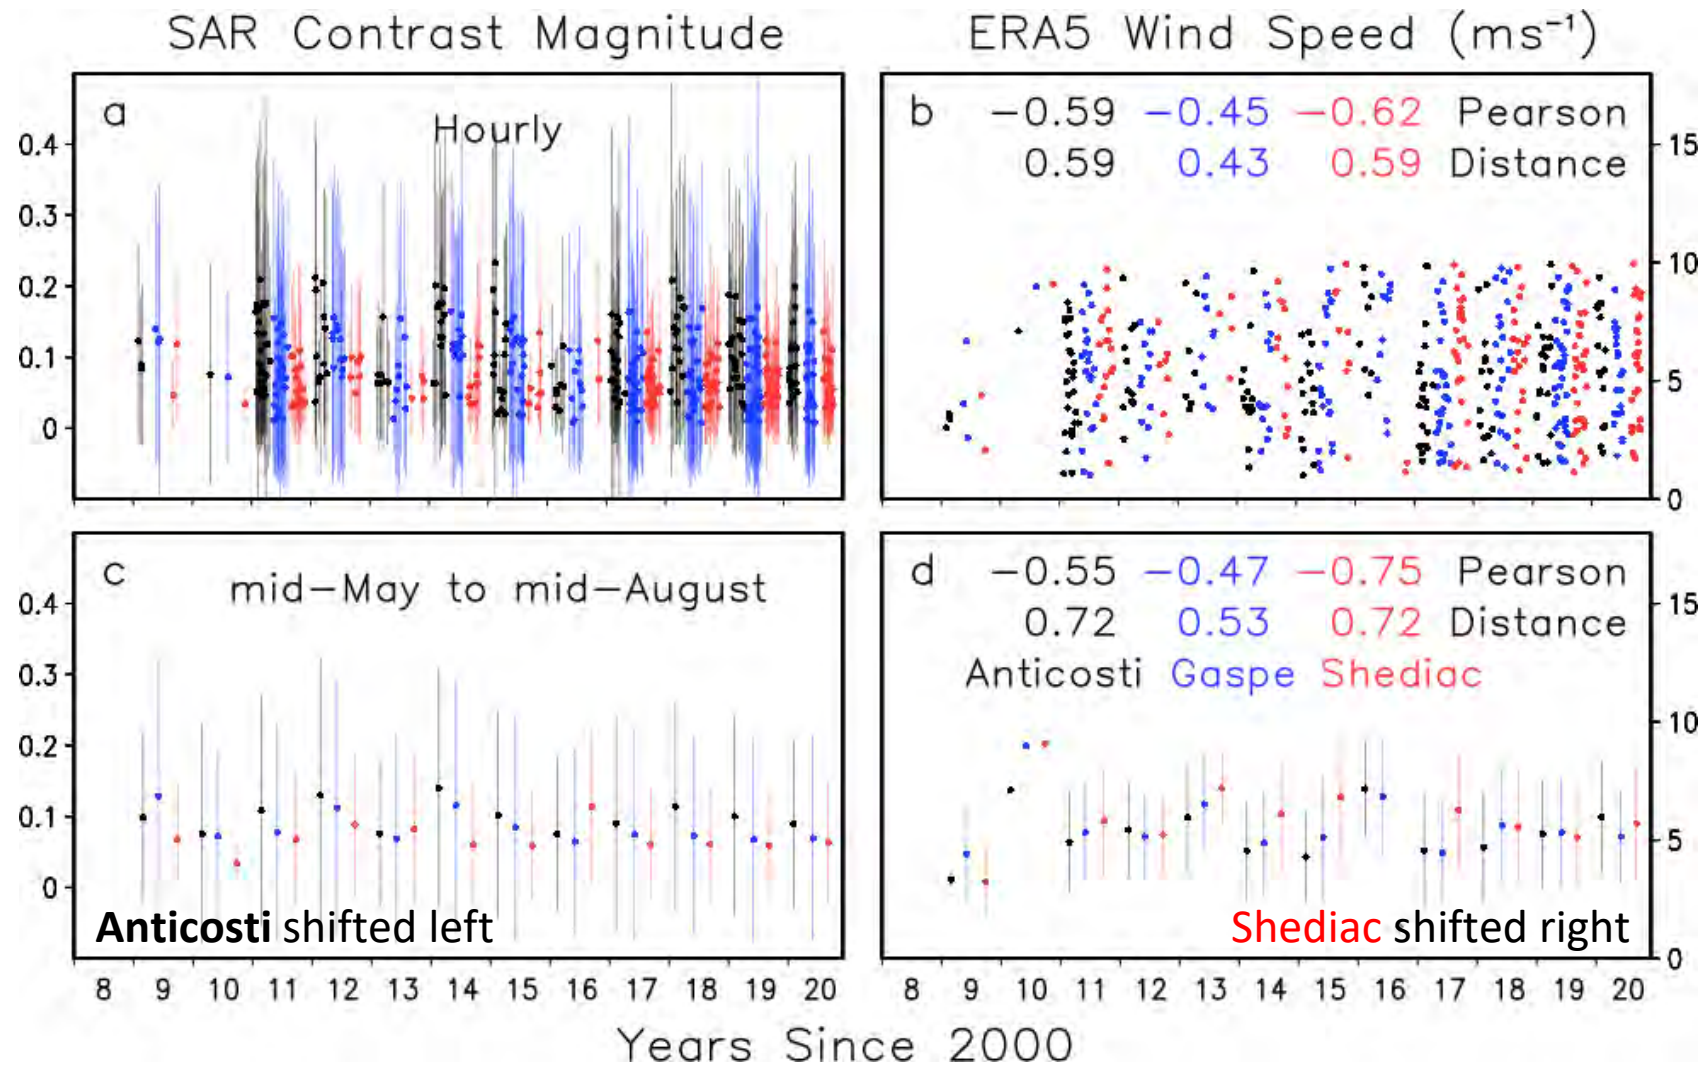 SAR Contrast Magnitude
ERA5 Wind Speed (ms⁻¹)
a
Hourly
0.4
0.3
0.2
0.1
0
b
−0.59 −0.45 −0.62 Pearson
0.59 0.43 0.59 Distance
15
10
5
0
c
mid−May to mid−August
0.4
0.3
0.2
0.1
0
Anticosti shifted left
d
−0.55 −0.47 −0.75 Pearson
0.72 0.53 0.72 Distance
Anticosti Gaspe Shediac
15
10
5
0
Shediac shifted right
8 9 10 11 12 13 14 15 16 17 18 19 20
8 9 10 11 12 13 14 15 16 17 18 19 20
Years Since 2000